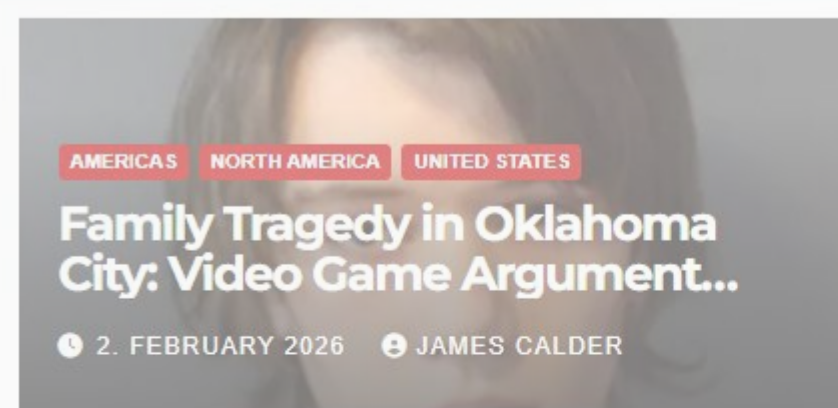 AMERICAS NORTH AMERICA UNITED STATES
Family Tragedy in Oklahoma
City: Video Game Argument...
2. FEBRUARY 2026 JAMES CALDER